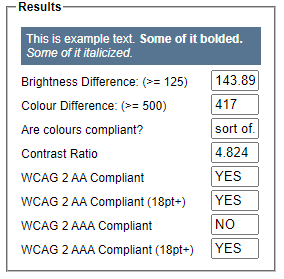 Results
This is example text. Some of it bolded.
Some of it italicized.
Brightness Difference: (>= 125) 143.89
Colour Difference: (>= 500) 417
Are colours compliant? sort of.
Contrast Ratio 4.824
WCAG 2 AA Compliant YES
WCAG 2 AA Compliant (18pt+) YES
WCAG 2 AAA Compliant NO
WCAG 2 AAA Compliant (18pt+) YES